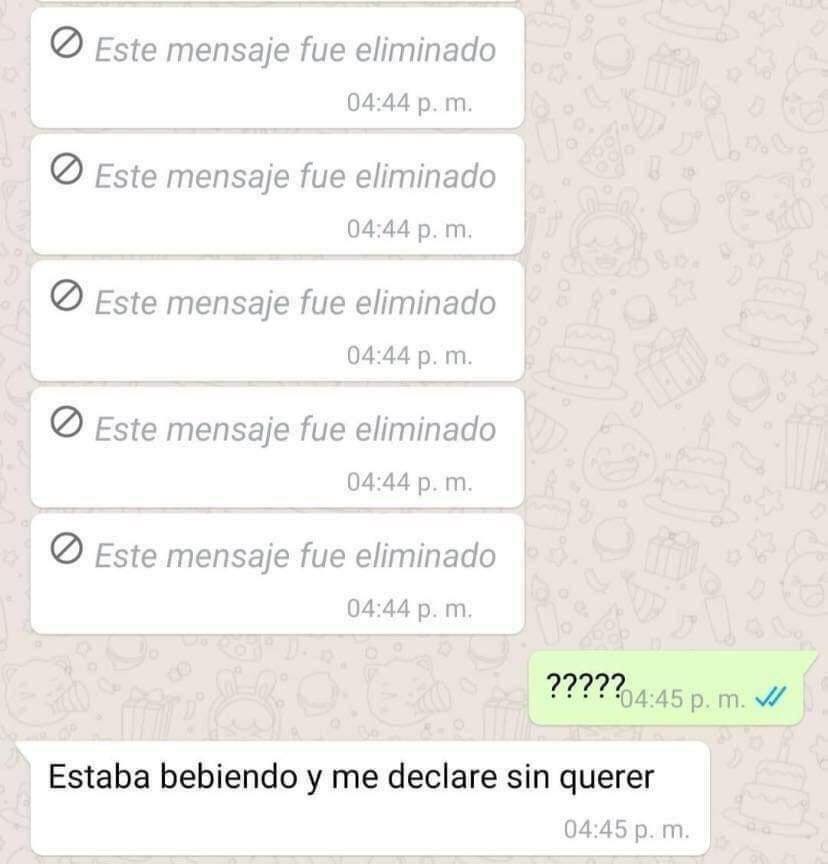 Este mensaje fue eliminado
04:44 p. m.
Este mensaje fue eliminado
04:44 p. m.
Este mensaje fue eliminado
04:44 p. m.
Este mensaje fue eliminado
04:44 p. m.
Este mensaje fue eliminado
04:44 p. m.
?????
04:45 p. m.
Estaba bebiendo y me declare sin querer
04:45 p. m.